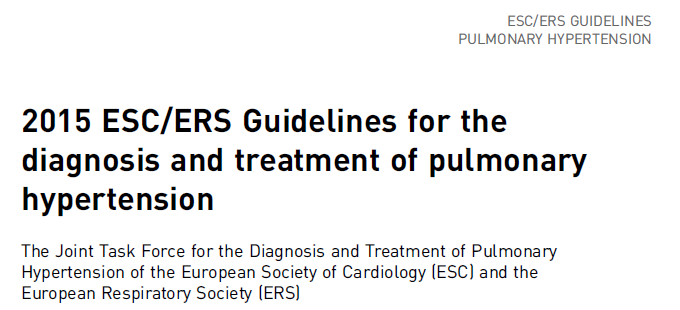 ESC/ERS GUIDELINES
PULMONARY HYPERTENSION
2015 ESC/ERS Guidelines for the
diagnosis and treatment of pulmonary
hypertension
The Joint Task Force for the Diagnosis and Treatment of Pulmonary
Hypertension of the European Society of Cardiology (ESC) and the
European Respiratory Society (ERS)